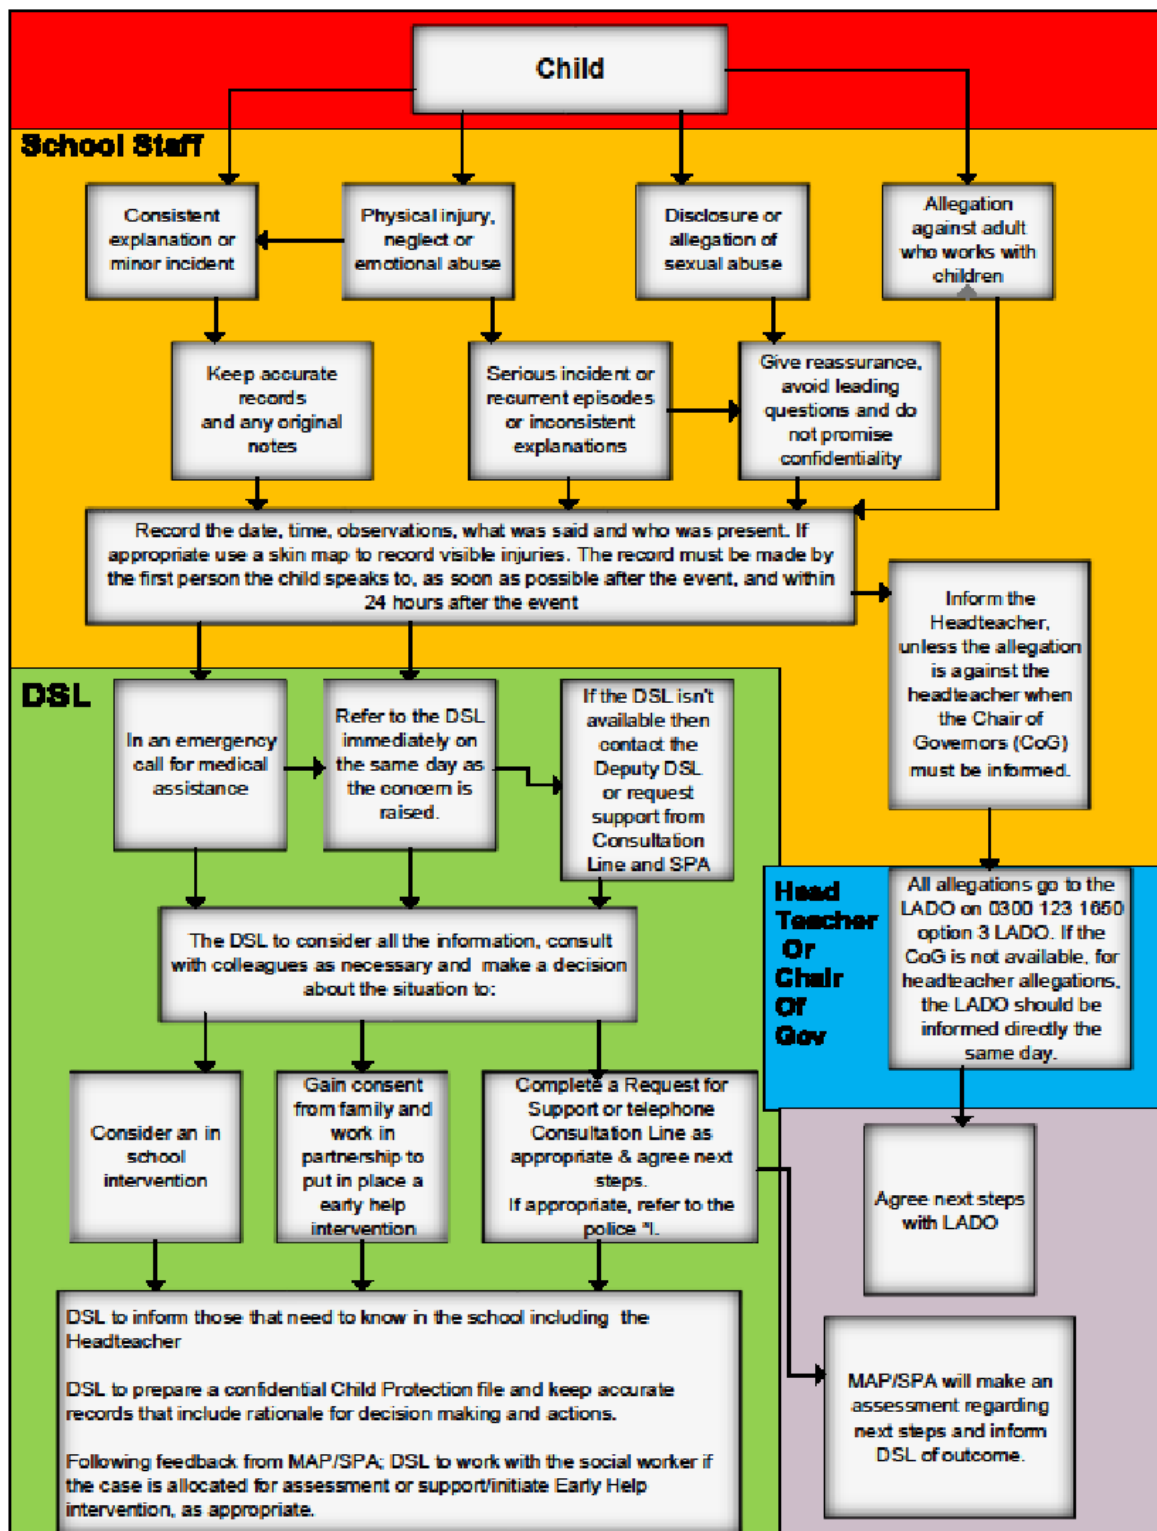 Child
School Staff
Consistent
explanation or
minor incident
Physical injury,
neglect or
emotional abuse
Disclosure or
allegation of
sexual abuse
Allegation
against adult
who works with
children
Keep accurate
records
and any original
notes
Serious incident or
recurrent episodes
or inconsistent
explanations
Give reassurance,
avoid leading
questions and do
not promise
confidentiality
Record the date, time, observations, what was said and who was present. If
appropriate use a skin map to record visible injuries. The record must be made by
the first person the child speaks to, as soon as possible after the event, and within
24 hours after the event
Inform the
Headteacher,
unless the allegation
is against the
headteacher when
the Chair of
Governors (CoG)
must be informed.
DSL
In an emergency
call for medical
assistance
Refer to the DSL
immediately on
the same day as
the concern is
raised.
If the DSL isn't
available then
contact the
Deputy DSL
or request
support from
Consultation
Line and SPA
Head
Teacher
Or
Chair
Of
Gov
All allegations go to the
LADO on 0300 123 1650
option 3 LADO. If the
CoG is not available, for
headteacher allegations,
the LADO should be
informed directly the
same day.
The DSL to consider all the information, consult
with colleagues as necessary and make a decision
about the situation to:
Consider an in
school
intervention
Gain consent
from family and
work in
partnership to
put in place a
early help
intervention
Complete a Request for
Support or telephone
Consultation Line as
appropriate & agree next
steps.
If appropriate, refer to the
police
Agree next steps
with LADO
DSL to inform those that need to know in the school including the
Headteacher
DSL to prepare a confidential Child Protection file and keep accurate
records that include rationale for decision making and actions.
Following feedback from MAP/SPA; DSL to work with the social worker if
the case is allocated for assessment or support/initiate Early Help
intervention, as appropriate.
MAP/SPA will make an
assessment regarding
next steps and inform
DSL of outcome.